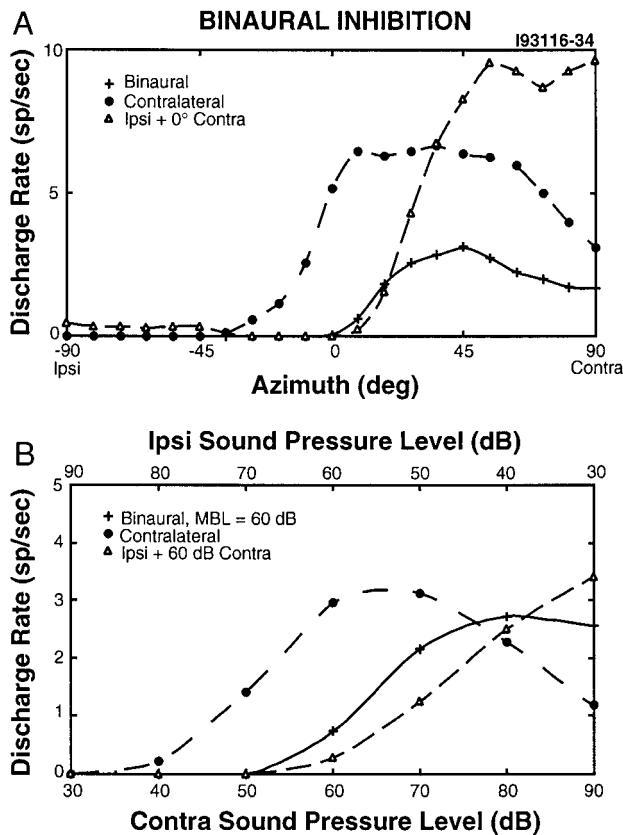 A
BINAURAL INHIBITION
I93116-34
10
5
0
Discharge Rate (sp/sec)
+ Binaural
● Contralateral
△ Ipsi + 0° Contra
-90 -45 0 45 90
Ipsi Contra
Azimuth (deg)
B
Ipsi Sound Pressure Level (dB)
90 80 70 60 50 40 30
5
4
3
2
1
0
Discharge Rate (sp/sec)
+ Binaural, MBL = 60 dB
● Contralateral
△ Ipsi + 60 dB Contra
30 40 50 60 70 80 90
Contra Sound Pressure Level (dB)